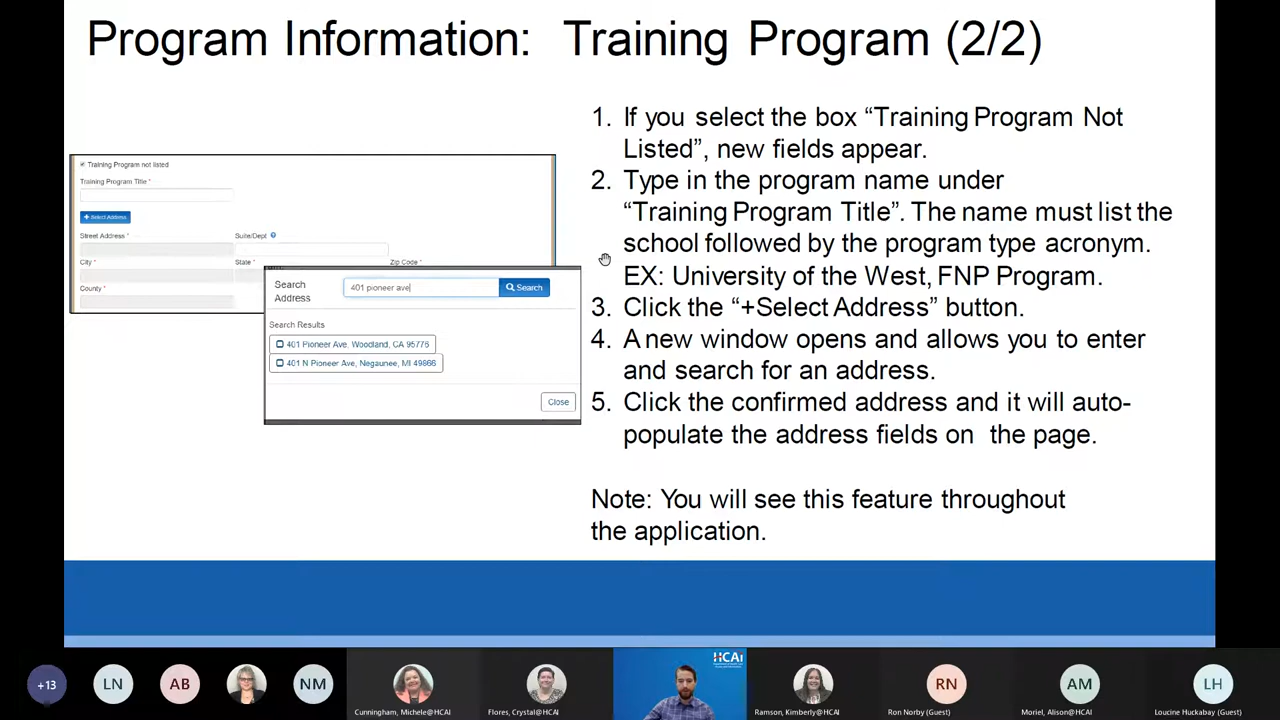 Program Information: Training Program (2/2)
Training Program not listed
Training Program Title *
+ Select Address
Street Address *
Suite/Dept
City *
State *
Zip Code *
County *
Search
Address
401 pioneer ave
Search
Search Results
401 Pioneer Ave, Woodland, CA 95776
401 N Pioneer Ave, Negaunee, MI 49866
Close
1. If you select the box “Training Program Not
Listed”, new fields appear.
2. Type in the program name under
“Training Program Title”. The name must list the
school followed by the program type acronym.
EX: University of the West, FNP Program.
3. Click the “+Select Address” button.
4. A new window opens and allows you to enter
and search for an address.
5. Click the confirmed address and it will auto-
populate the address fields on the page.
Note: You will see this feature throughout
the application.
+13
LN
AB
NM
Cunningham, Michele@HCAI
Flores, Crystal@HCAI
HCAI
Ramson, Kimberly@HCAI
RN
Ron Norby (Guest)
AM
Moriel, Alison@HCAI
LH
Loucine Huckabay (Guest)